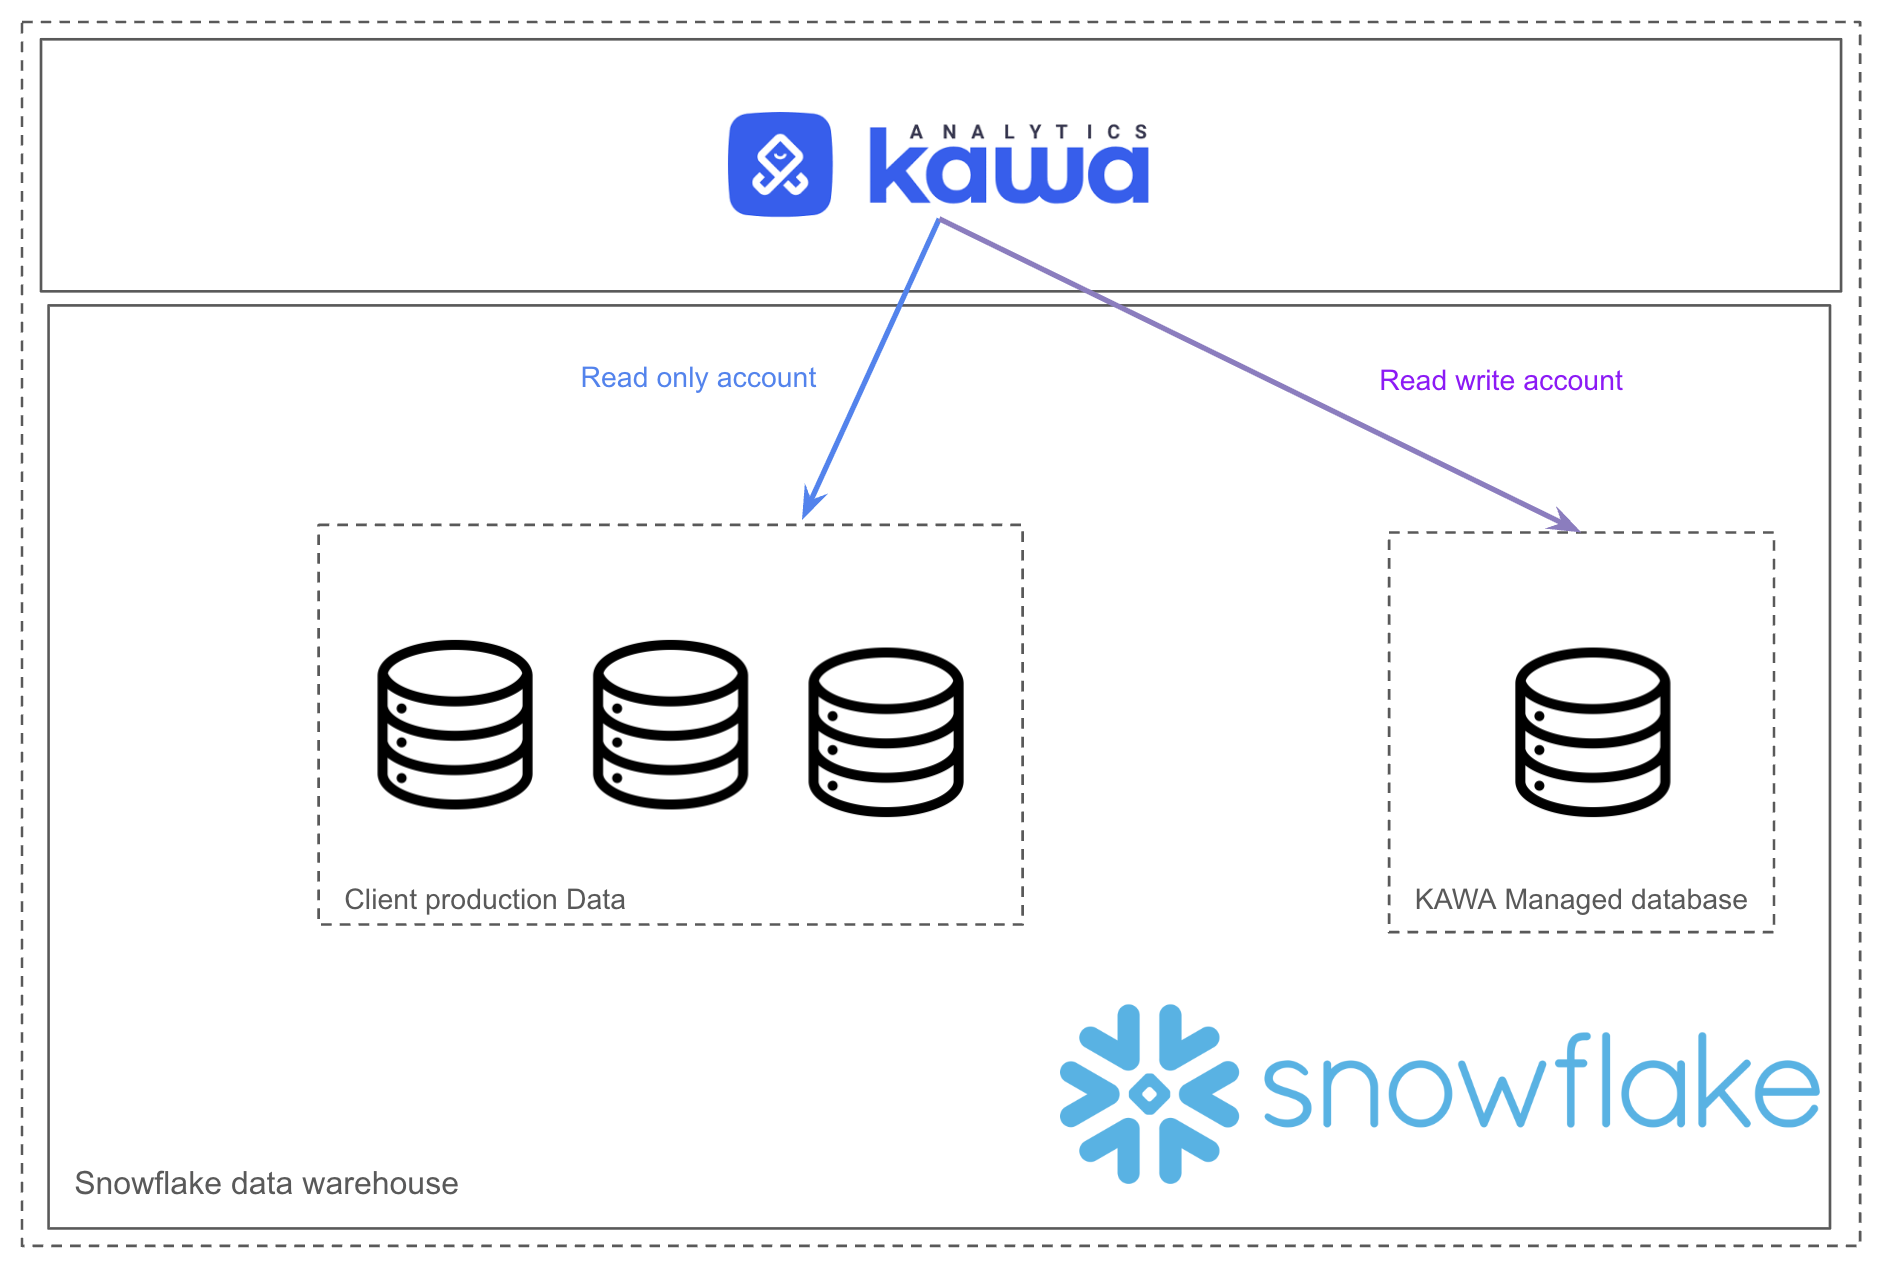 ANALYTICS
kawa
Read only account
Read write account
Client production Data
KAWA Managed database
snowflake
Snowflake data warehouse